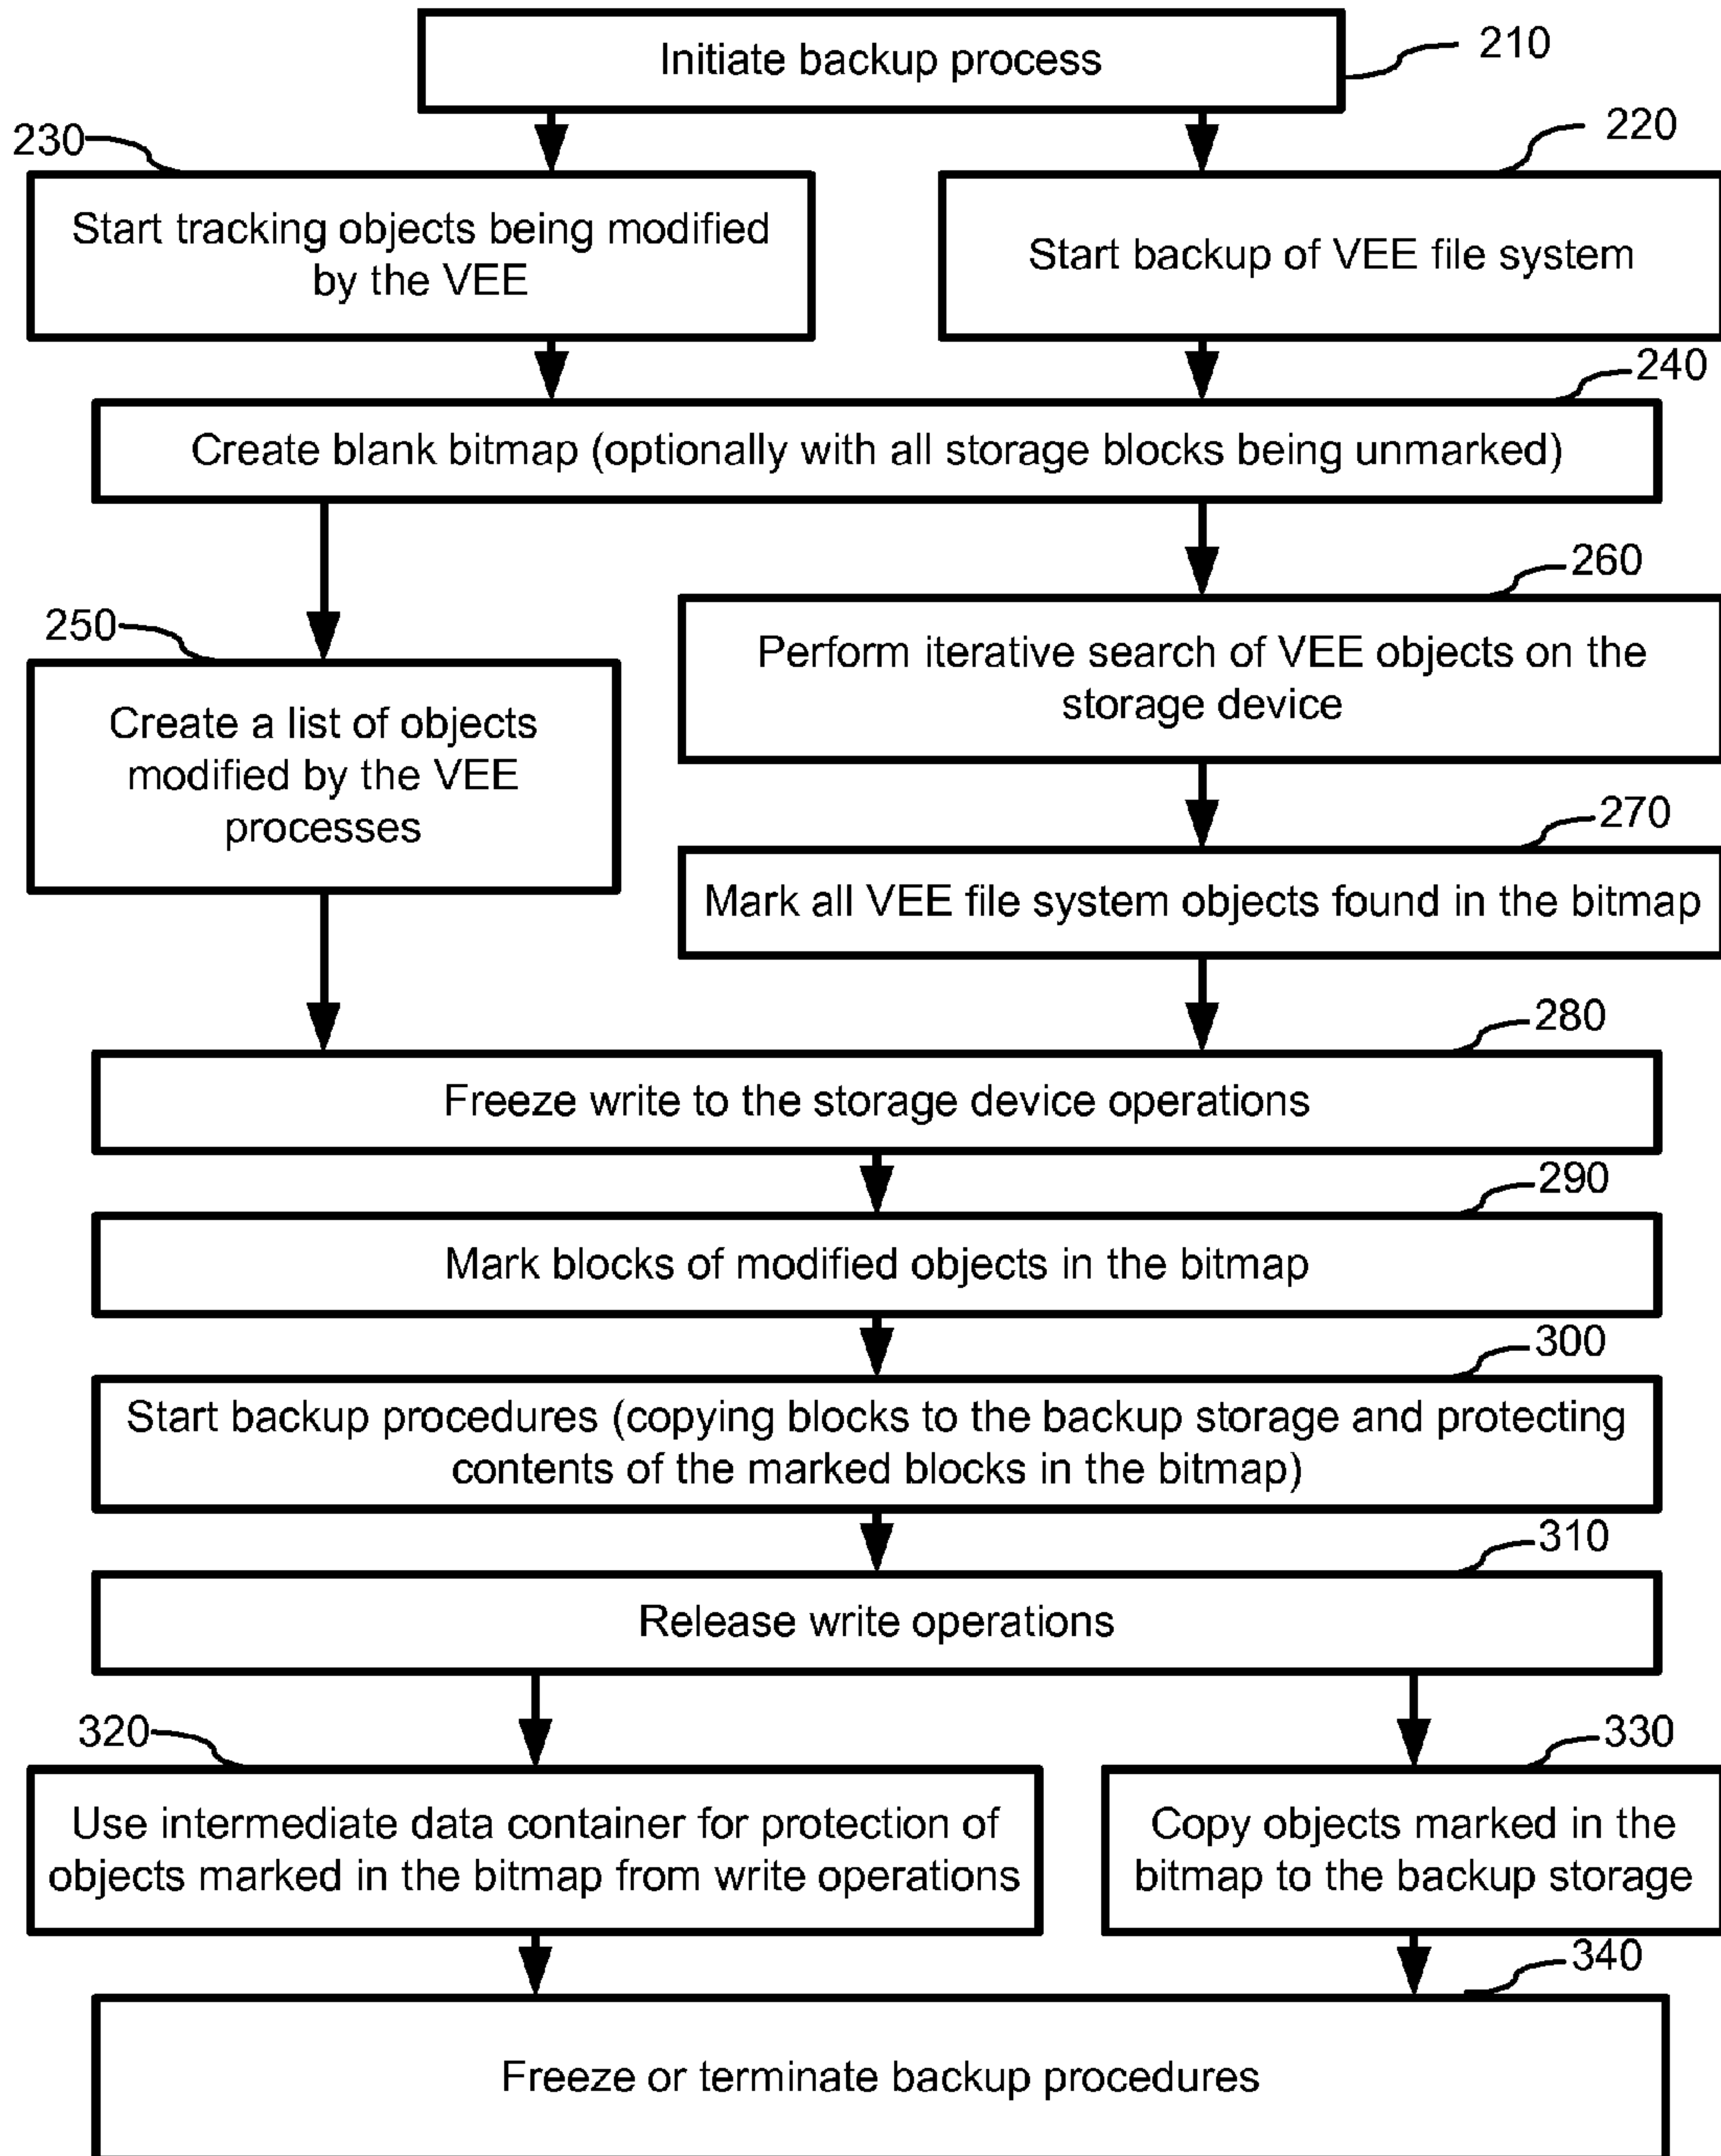 Initiate backup process
210
230
220
Start tracking objects being modified
by the VEE
Start backup of VEE file system
240
Create blank bitmap (optionally with all storage blocks being unmarked)
260
250
Perform iterative search of VEE objects on the
storage device
Create a list of objects
modified by the VEE
processes
270
Mark all VEE file system objects found in the bitmap
280
Freeze write to the storage device operations
290
Mark blocks of modified objects in the bitmap
300
Start backup procedures (copying blocks to the backup storage and protecting
contents of the marked blocks in the bitmap)
310
Release write operations
320
330
Use intermediate data container for protection of
objects marked in the bitmap from write operations
Copy objects marked in the
bitmap to the backup storage
340
Freeze or terminate backup procedures